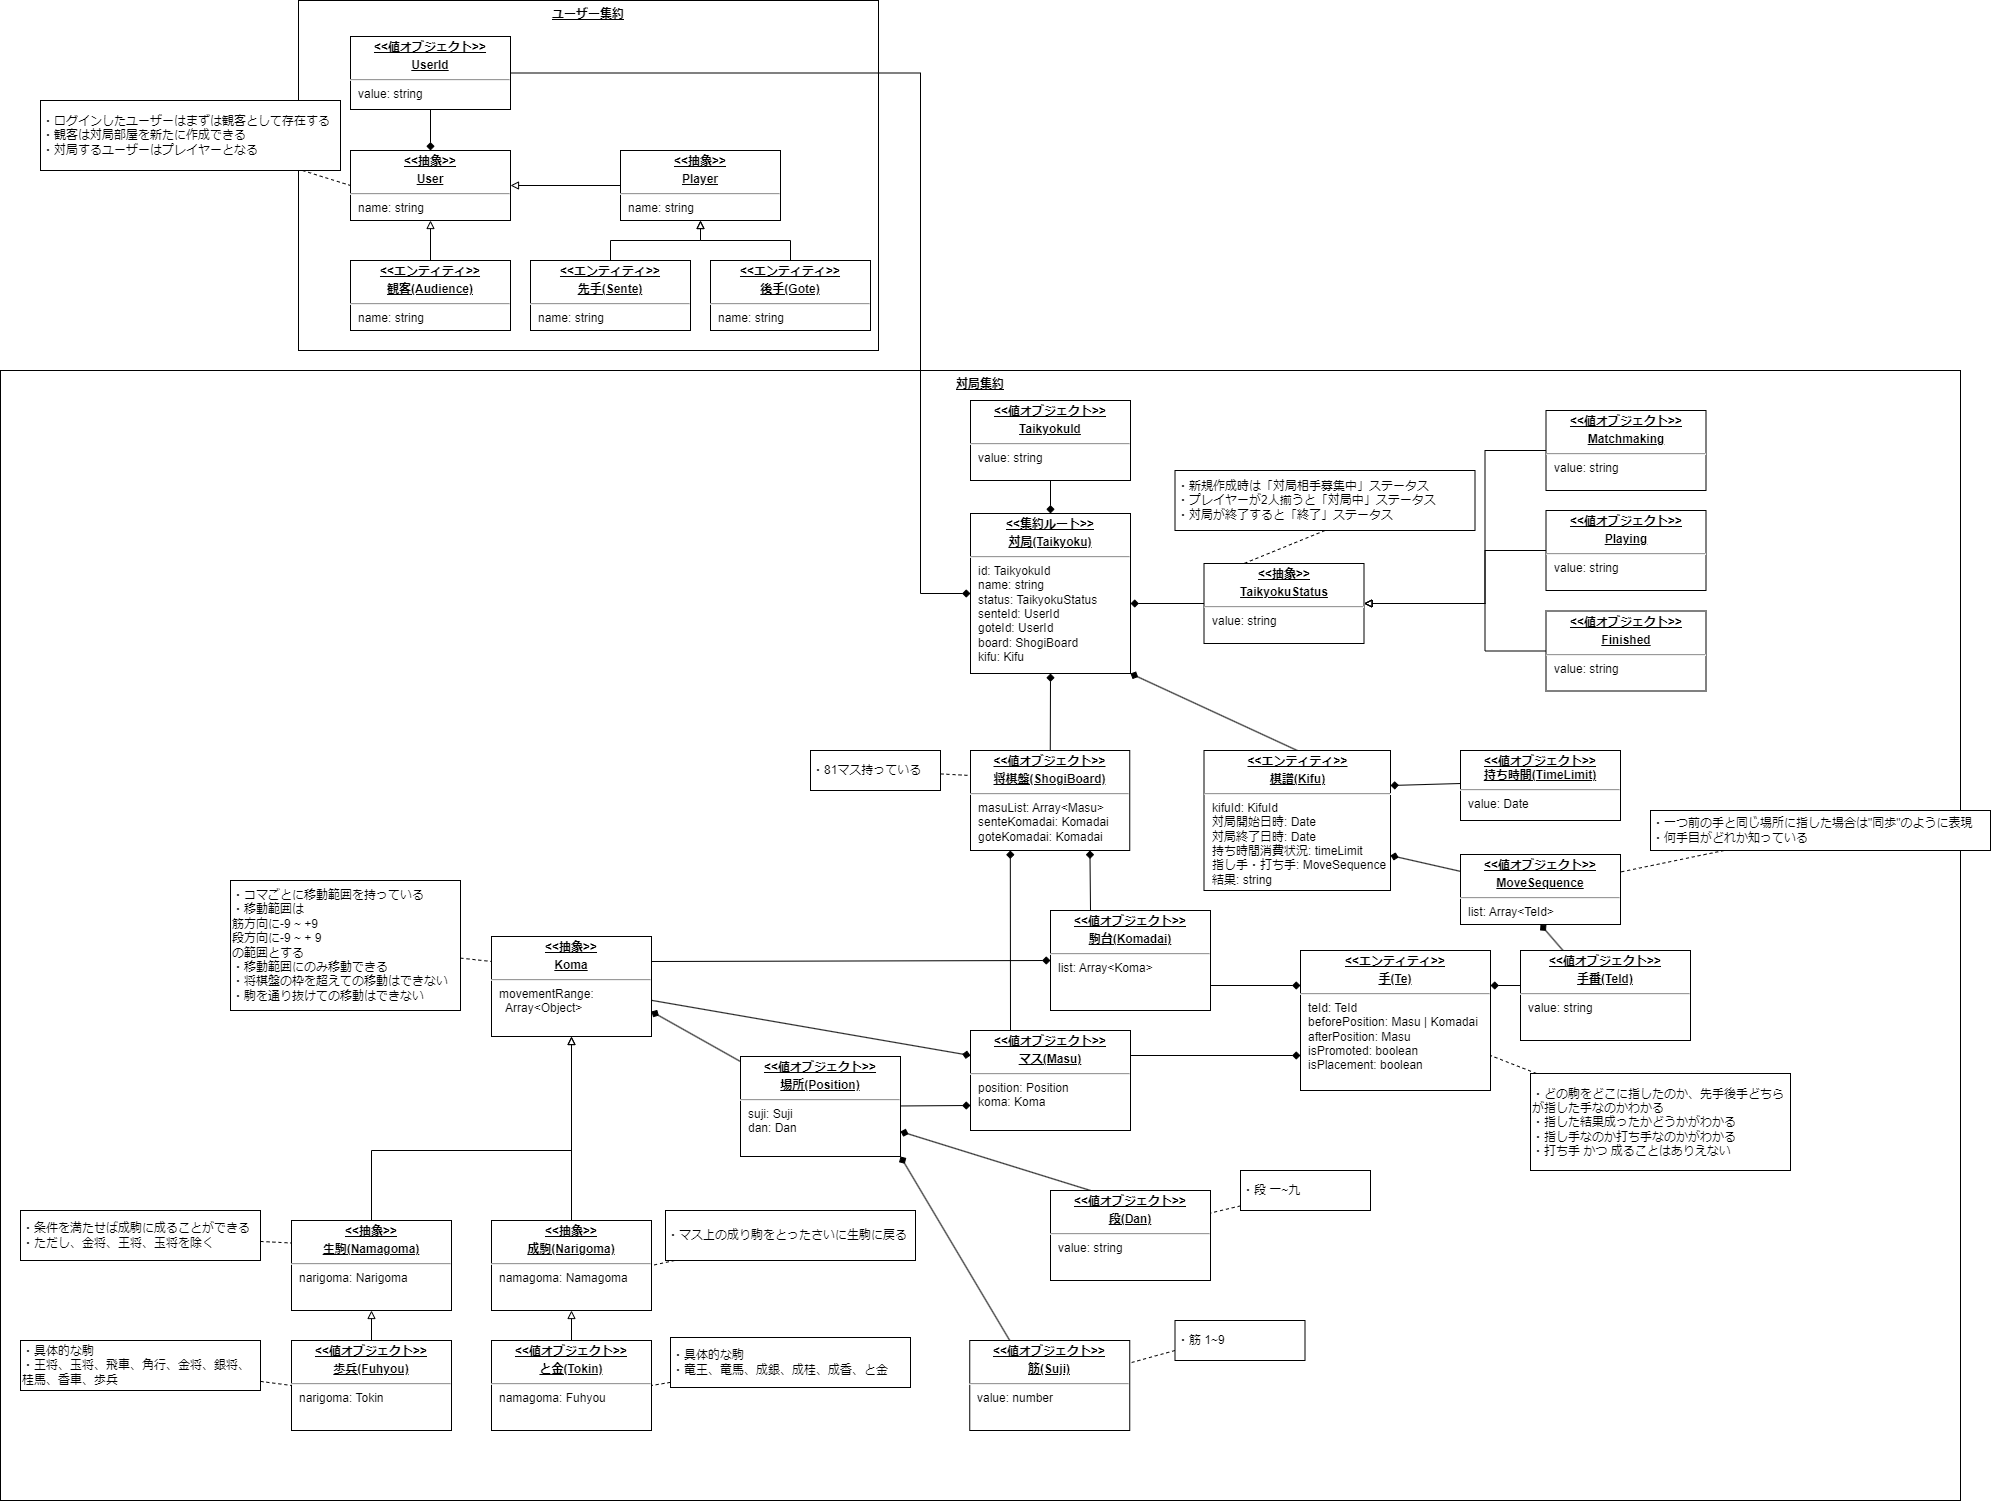 ユーザー集約
<<値オブジェクト>>
UserId
value: string
・ログインしたユーザーはまずは観客として存在する
・観客は対局部屋を新たに作成できる
・対局するユーザーはプレイヤーとなる
<<抽象>>
User
name: string
<<抽象>>
Player
name: string
<<エンティティ>>
観客(Audience)
name: string
<<エンティティ>>
先手(Sente)
name: string
<<エンティティ>>
後手(Gote)
name: string
対局集約
<<値オブジェクト>>
TaikyokuId
value: string
<<集約ルート>>
対局(Taikyoku)
id: TaikyokuId
name: string
status: TaikyokuStatus
senteId: UserId
goteId: UserId
board: ShogiBoard
kifu: Kifu
・新規作成時は「対局相手募集中」ステータス
・プレイヤーが2人揃うと「対局中」ステータス
・対局が終了すると「終了」ステータス
<<抽象>>
TaikyokuStatus
value: string
<<値オブジェクト>>
Matchmaking
value: string
<<値オブジェクト>>
Playing
value: string
<<値オブジェクト>>
Finished
value: string
・81マス持っている
<<値オブジェクト>>
将棋盤(ShogiBoard)
masuList: Array<Masu>
senteKomadai: Komadai
goteKomadai: Komadai
<<エンティティ>>
棋譜(Kifu)
kifuId: KifuId
対局開始日時: Date
対局終了日時: Date
持ち時間消費状況: timeLimit
指し手・打ち手: MoveSequence
結果: string
<<値オブジェクト>>
持ち時間(TimeLimit)
value: Date
・一つ前の手と同じ場所に指した場合は"同歩"のように表現
・何手目がどれか知っている
<<値オブジェクト>>
MoveSequence
list: Array<TeId>
・コマごとに移動範囲を持っている
・移動範囲は
筋方向に-9 ~ +9
段方向に-9 ~ + 9
の範囲とする
・移動範囲にのみ移動できる
・将棋盤の枠を超えての移動はできない
・駒を通り抜けての移動はできない
<<抽象>>
Koma
movementRange:
Array<Object>
<<値オブジェクト>>
駒台(Komadai)
list: Array<Koma>
<<エンティティ>>
手(Te)
teId: TeId
beforePosition: Masu | Komadai
afterPosition: Masu
isPromoted: boolean
isPlacement: boolean
<<値オブジェクト>>
手番(TeId)
value: string
<<値オブジェクト>>
マス(Masu)
position: Position
koma: Koma
<<値オブジェクト>>
場所(Position)
suji: Suji
dan: Dan
・どの駒をどこに指したのか、先手後手どちら
が指した手なのかわかる
・指した結果成ったかどうかがわかる
・指し手なのか打ち手なのかがわかる
・打ち手 かつ 成ることはありえない
<<値オブジェクト>>
段(Dan)
value: string
・段 一~九
・条件を満たせば成駒に成ることができる
・ただし、金将、王将、玉将を除く
<<抽象>>
生駒(Namagoma)
narigoma: Narigoma
<<抽象>>
成駒(Narigoma)
namagoma: Namagoma
・マス上の成り駒をとったさいに生駒に戻る
・具体的な駒
・王将、玉将、飛車、角行、金将、銀将、
桂馬、香車、歩兵
<<値オブジェクト>>
歩兵(Fuhyou)
narigoma: Tokin
<<値オブジェクト>>
と金(Tokin)
namagoma: Fuhyou
・具体的な駒
・竜王、竜馬、成銀、成桂、成香、と金
<<値オブジェクト>>
筋(Suji)
value: number
・筋 1~9